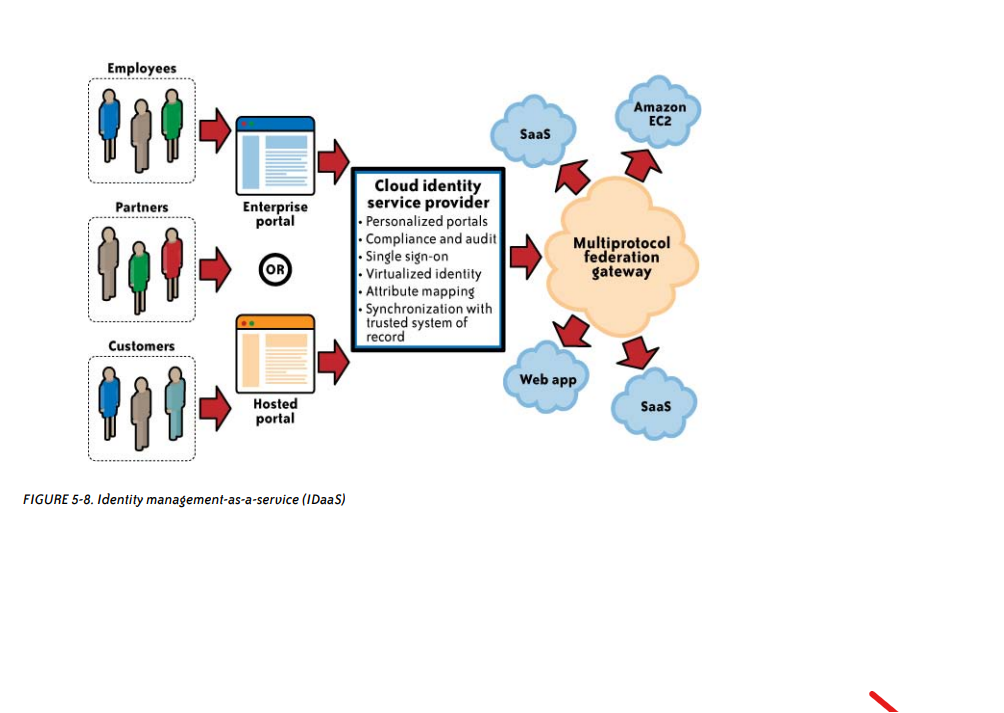 Employees
Partners
Customers
Enterprise
portal
OR
Hosted
portal
Cloud identity
service provider
• Personalized portals
• Compliance and audit
• Single sign-on
• Virtualized identity
• Attribute mapping
• Synchronization with
trusted system of
record
SaaS
Amazon
EC2
Multiprotocol
federation
gateway
Web app
SaaS
FIGURE 5-8. Identity management-as-a-service (IDaaS)